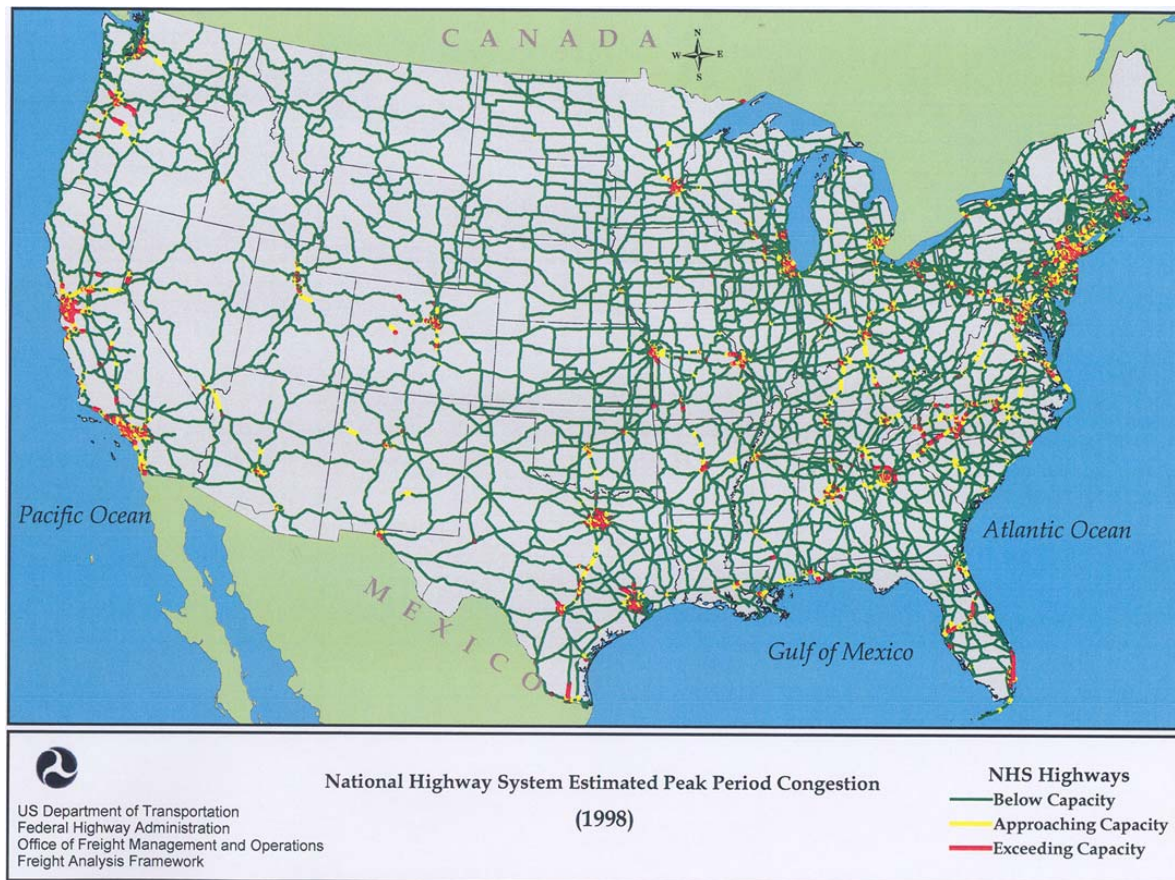 CANADA
N
W E
S
Pacific Ocean
Atlantic Ocean
MEXICO
Gulf of Mexico
National Highway System Estimated Peak Period Congestion
(1998)
US Department of Transportation
Federal Highway Administration
Office of Freight Management and Operations
Freight Analysis Framework
NHS Highways
Below Capacity
Approaching Capacity
Exceeding Capacity